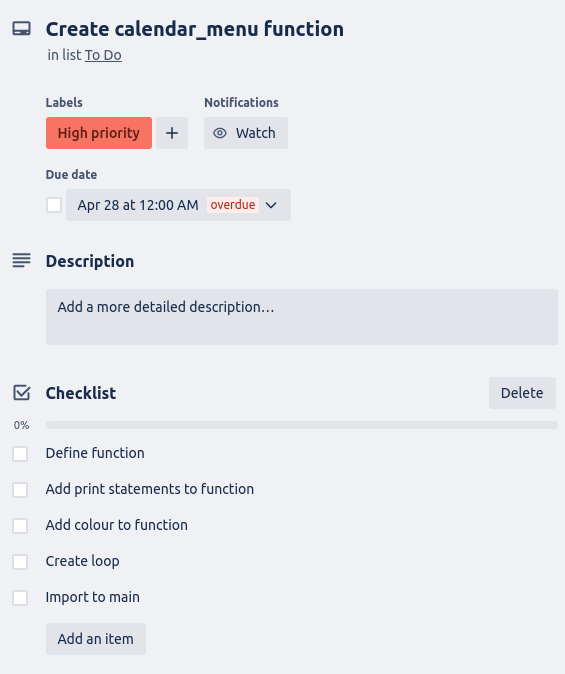 Create calendar_menu function
in list To Do
Labels Notifications
High priority + Watch
Due date
Apr 28 at 12:00 AM overdue
Description
Add a more detailed description...
Checklist Delete
0%
Define function
Add print statements to function
Add colour to function
Create loop
Import to main
Add an item